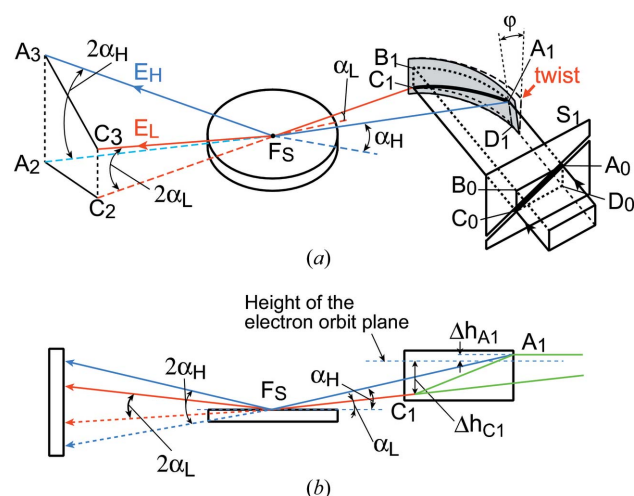 φ
A3
2αH
EH
B1
C1
A1
αL
twist
C3
EL
D1
S1
αH
FS
A2
A0
2αL
B0
C2
C0
D0
(a)
Height of the
electron orbit plane
ΔhA1
A1
2αH
FS
αH
C1
ΔhC1
αL
2αL
(b)